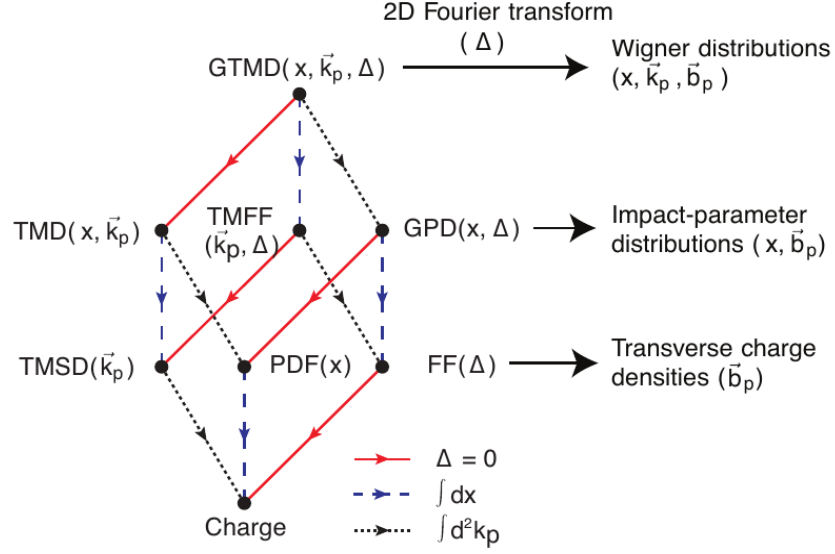 2D Fourier transform
(Δ)
GTMD(x, k⃗p, Δ)
Wigner distributions
(x, k⃗p, b⃗p)
TMD(x, k⃗p)
TMFF
(k⃗p, Δ)
GPD(x, Δ)
Impact-parameter
distributions (x, b⃗p)
TMSD(k⃗p)
PDF(x)
FF(Δ)
Transverse charge
densities (b⃗p)
Charge
Δ = 0
∫ dx
∫ d²kp